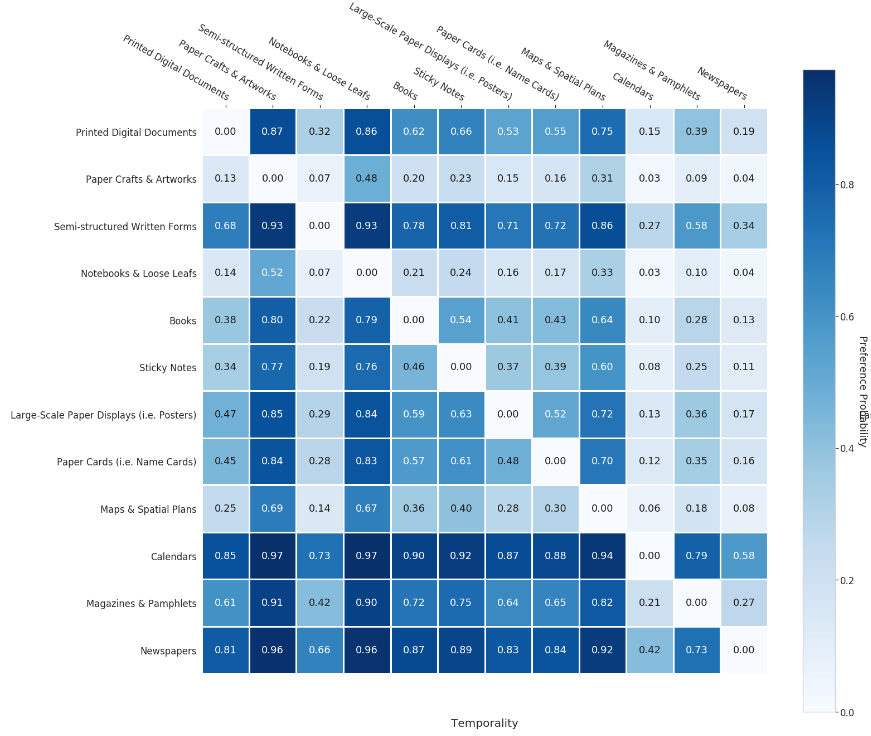 Printed Digital Documents
Paper Crafts & Artworks
Semi-structured Written Forms
Notebooks & Loose Leafs
Books
Sticky Notes
Large-Scale Paper Displays (i.e. Posters)
Paper Cards (i.e. Name Cards)
Maps & Spatial Plans
Calendars
Magazines & Pamphlets
Newspapers
Printed Digital Documents 0.00 0.87 0.32 0.86 0.62 0.66 0.53 0.55 0.75 0.15 0.39 0.19
Paper Crafts & Artworks 0.13 0.00 0.07 0.48 0.20 0.23 0.15 0.16 0.31 0.03 0.09 0.04
Semi-structured Written Forms 0.68 0.93 0.00 0.93 0.78 0.81 0.71 0.72 0.86 0.27 0.58 0.34
Notebooks & Loose Leafs 0.14 0.52 0.07 0.00 0.21 0.24 0.16 0.17 0.33 0.03 0.10 0.04
Books 0.38 0.80 0.22 0.79 0.00 0.54 0.41 0.43 0.64 0.10 0.28 0.13
Sticky Notes 0.34 0.77 0.19 0.76 0.46 0.00 0.37 0.39 0.60 0.08 0.25 0.11
Large-Scale Paper Displays (i.e. Posters) 0.47 0.85 0.29 0.84 0.59 0.63 0.00 0.52 0.72 0.13 0.36 0.17
Paper Cards (i.e. Name Cards) 0.45 0.84 0.28 0.83 0.57 0.61 0.48 0.00 0.70 0.12 0.35 0.16
Maps & Spatial Plans 0.25 0.69 0.14 0.67 0.36 0.40 0.28 0.30 0.00 0.06 0.18 0.08
Calendars 0.85 0.97 0.73 0.97 0.90 0.92 0.87 0.88 0.94 0.00 0.79 0.58
Magazines & Pamphlets 0.61 0.91 0.42 0.90 0.72 0.75 0.64 0.65 0.82 0.21 0.00 0.27
Newspapers 0.81 0.96 0.66 0.96 0.87 0.89 0.83 0.84 0.92 0.42 0.73 0.00
Temporality
0.8
0.6
0.4
0.2
0.0
Preference Probability